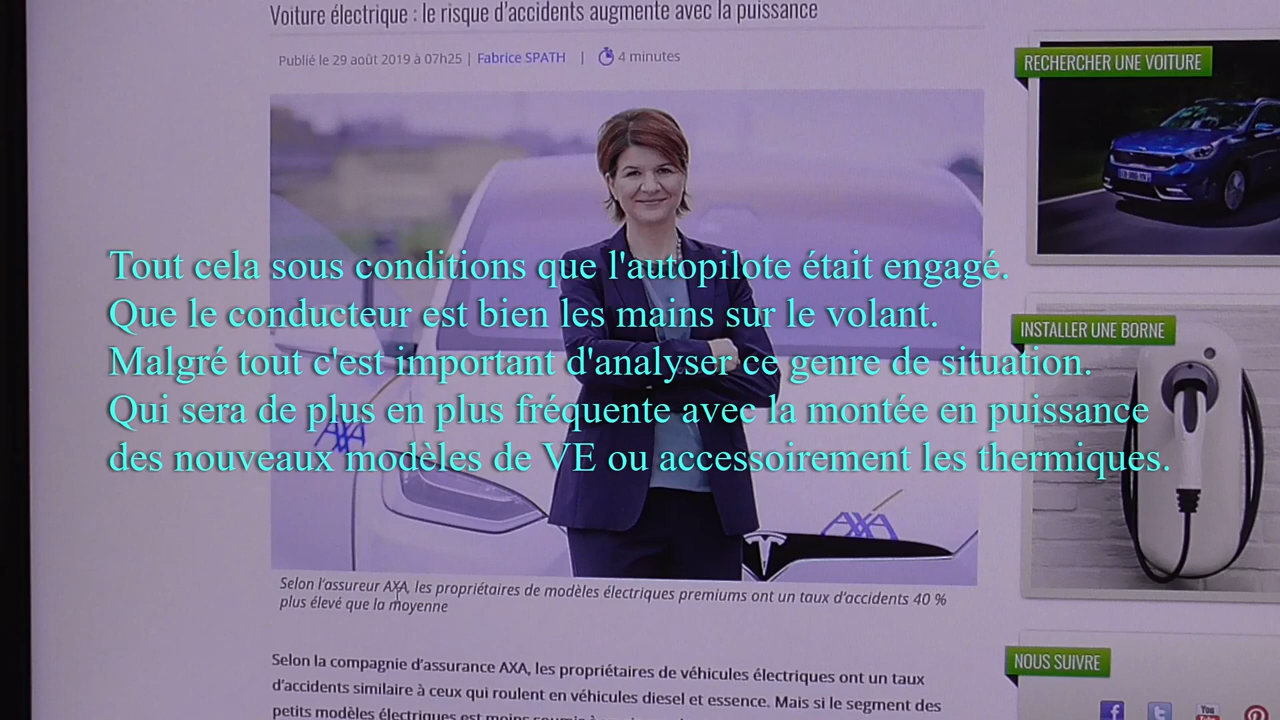 Voiture électrique : le risque d'accidents augmente avec la puissance
Publié le 29 août 2019 à 07h25 | Fabrice SPATH | 4 minutes
RECHERCHER UNE VOITURE
Tout cela sous conditions que l'autopilote était engagé.
Que le conducteur est bien les mains sur le volant.
Malgré tout c'est important d'analyser ce genre de situation.
Qui sera de plus en plus fréquente avec la montée en puissance
des nouveaux modèles de VE ou accessoirement les thermiques.
INSTALLER UNE BORNE
AXA
AXA
Selon l'assureur AXA, les propriétaires de modèles électriques premiums ont un taux d'accidents 40 %
plus élevé que la moyenne
Selon la compagnie d'assurance AXA, les propriétaires de véhicules électriques ont un taux
d'accidents similaire à ceux qui roulent en véhicules diesel et essence. Mais si le segment des
petits modèles électriques est moins
NOUS SUIVRE
You